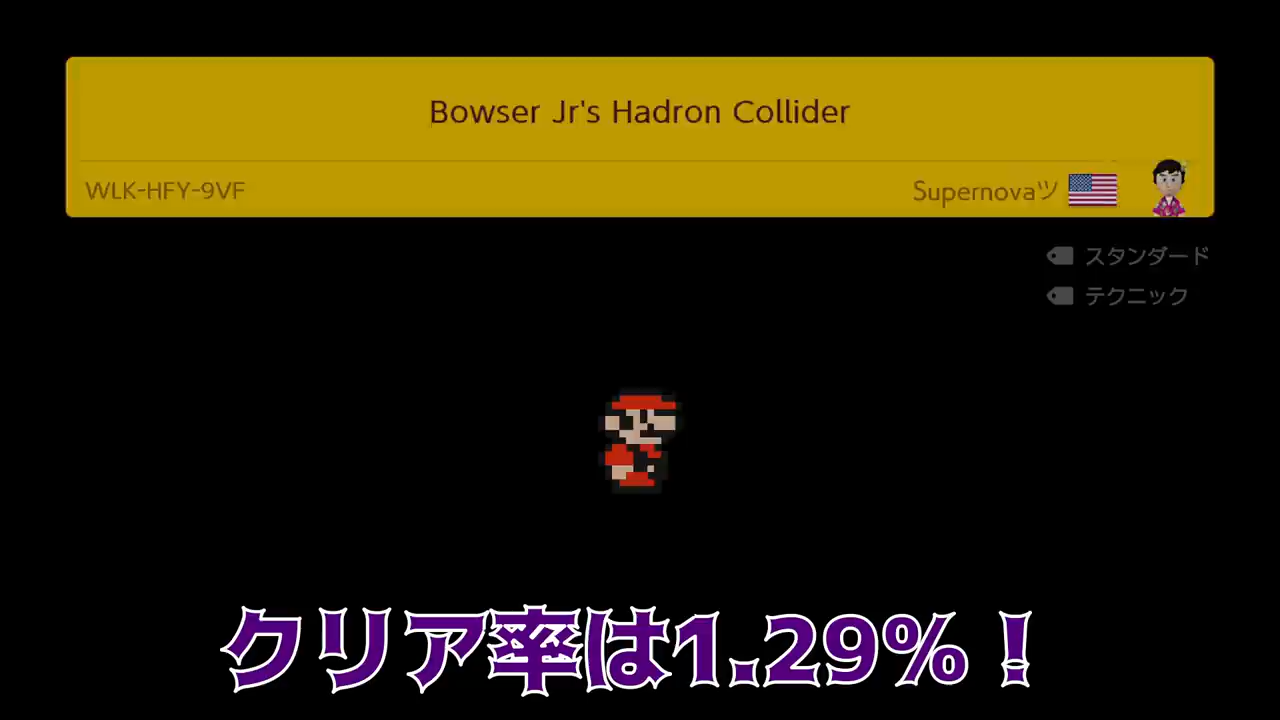 Bowser Jr's Hadron Collider
WLK-HFY-9VF
Supernovaツ
スタンダード
テクニック
クリア率は1.29%！